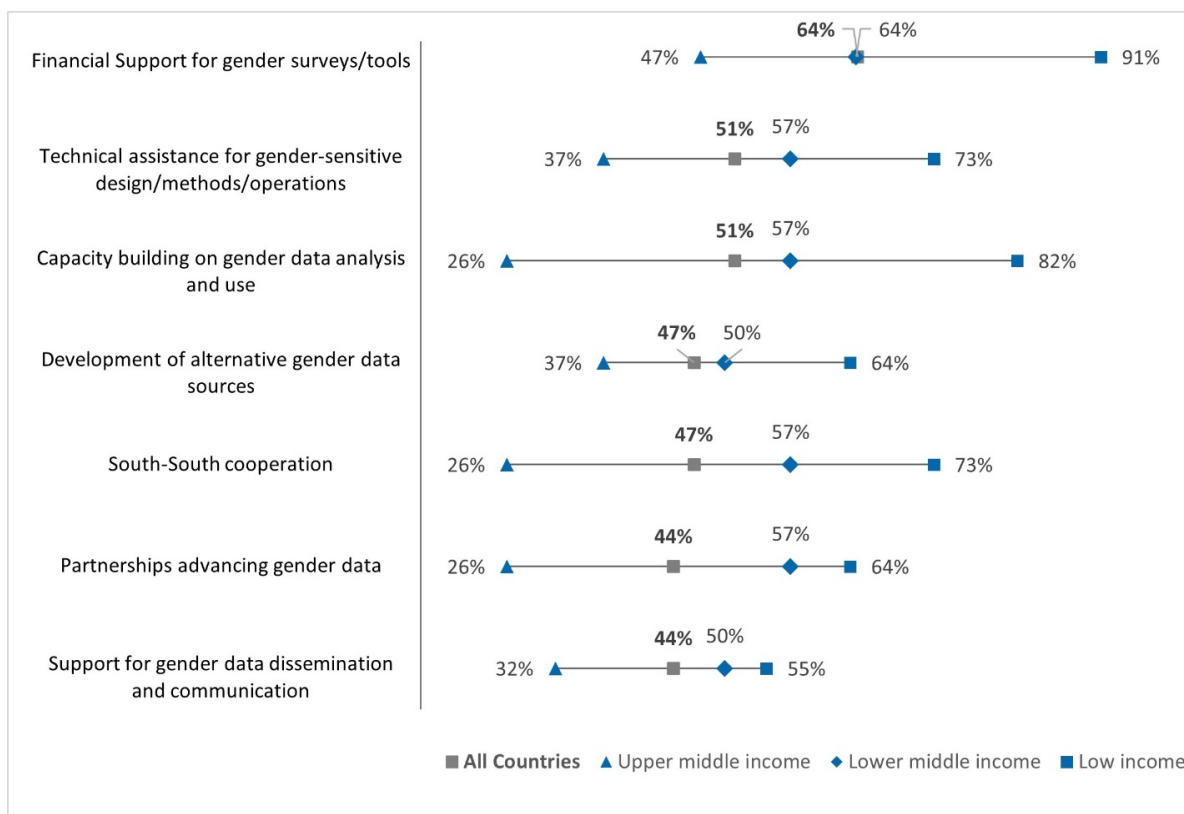 64% 64%
Financial Support for gender surveys/tools
47%
91%
51% 57%
Technical assistance for gender-sensitive
design/methods/operations
37%
73%
51% 57%
Capacity building on gender data analysis
and use
26%
82%
47% 50%
Development of alternative gender data
sources
37%
64%
47% 57%
South-South cooperation
26%
73%
44% 57%
Partnerships advancing gender data
26%
64%
44% 50%
Support for gender data dissemination
and communication
32%
55%
All Countries Upper middle income Lower middle income Low income